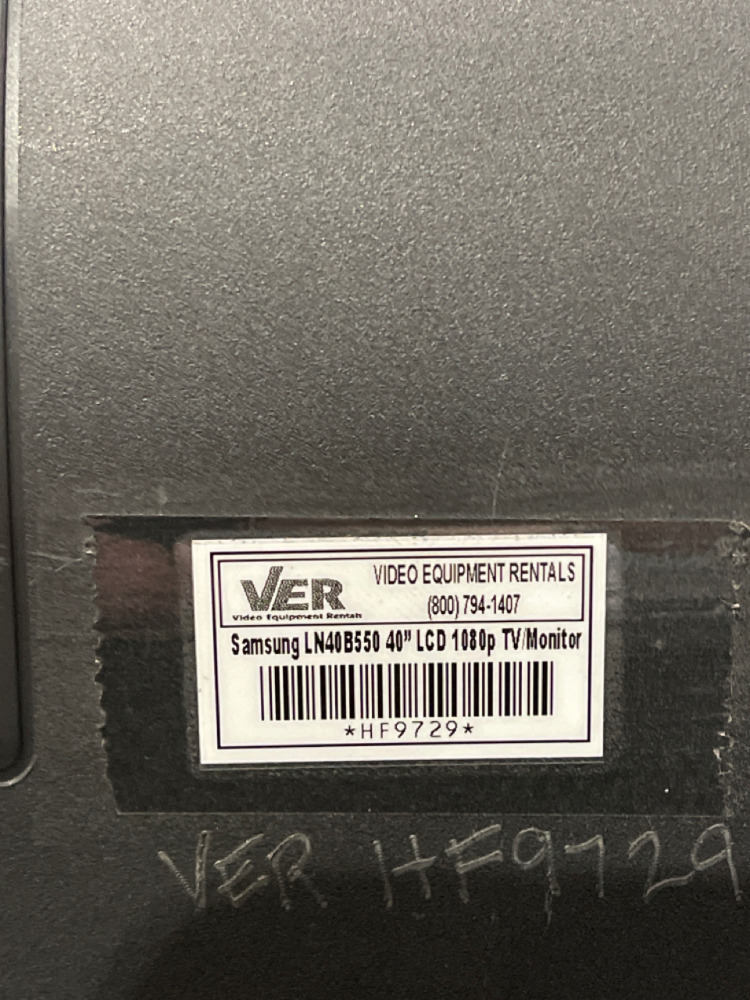 VER
Video Equipment Rentals
VIDEO EQUIPMENT RENTALS
(800) 794-1407
Samsung LN40B550 40” LCD 1080p TV/Monitor
*HF9729*
VER HF9729